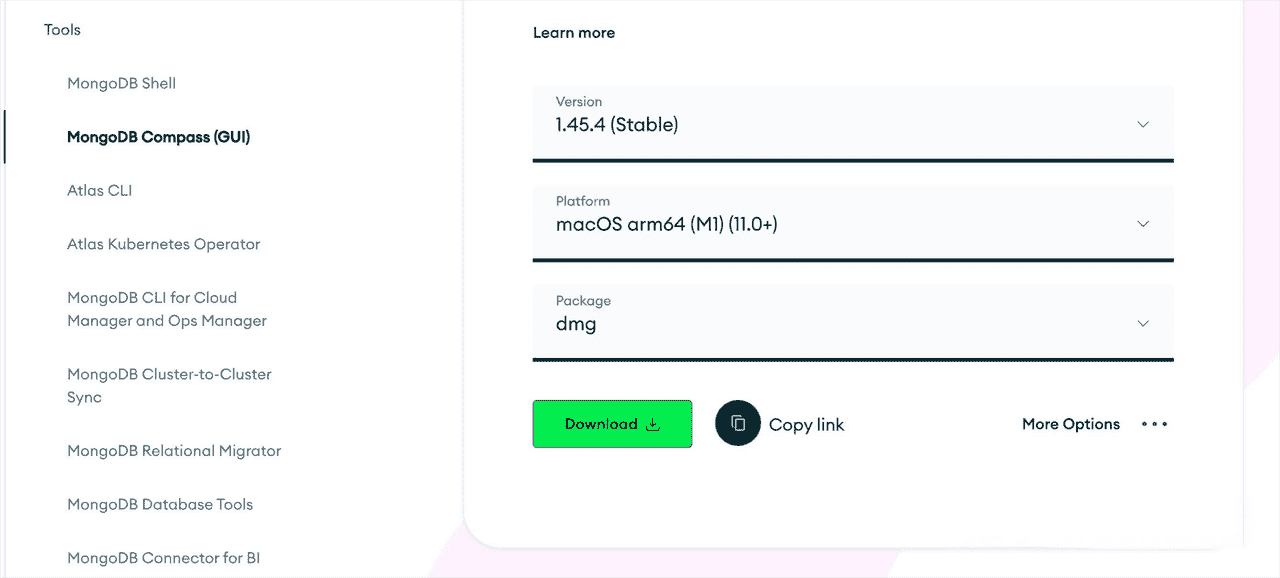 Tools
MongoDB Shell
MongoDB Compass (GUI)
Atlas CLI
Atlas Kubernetes Operator
MongoDB CLI for Cloud
Manager and Ops Manager
MongoDB Cluster-to-Cluster
Sync
MongoDB Relational Migrator
MongoDB Database Tools
MongoDB Connector for BI
Learn more
Version
1.45.4 (Stable)
Platform
macOS arm64 (M1) (11.0+)
Package
dmg
Download
Copy link
More Options